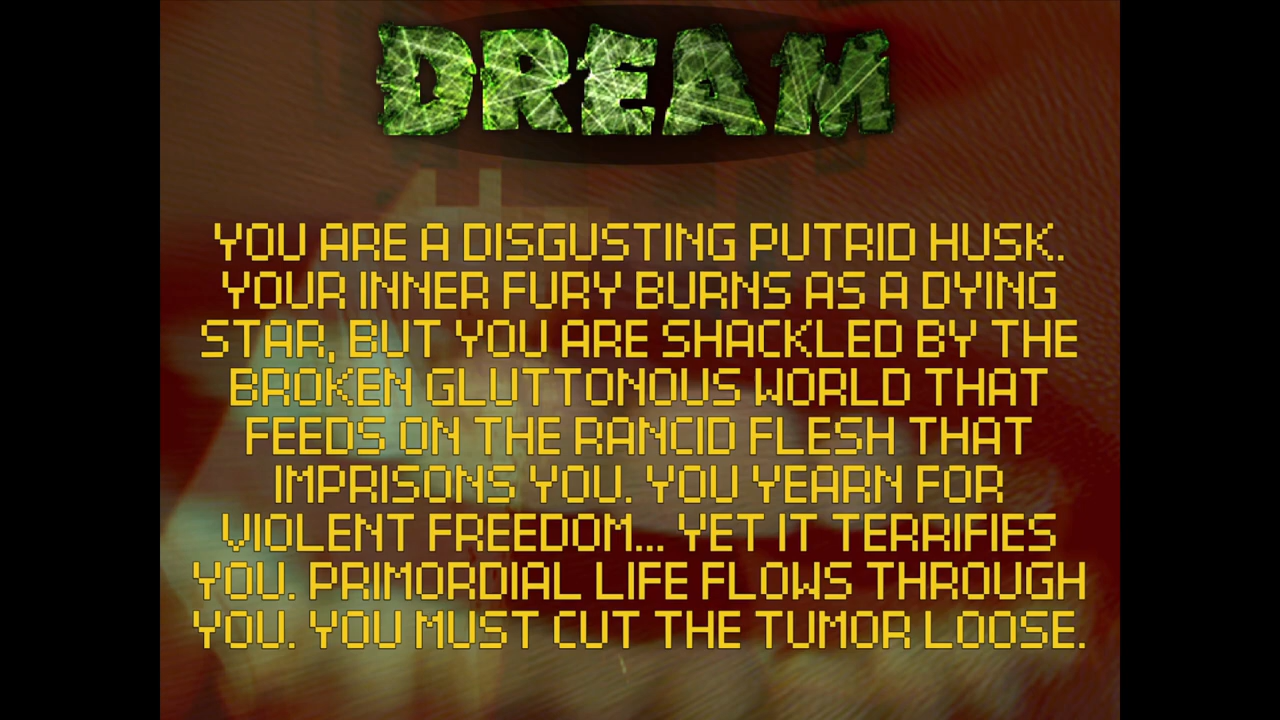 DREAM
YOU ARE A DISGUSTING PUTRID HUSK.
YOUR INNER FURY BURNS AS A DYING
STAR, BUT YOU ARE SHACKLED BY THE
BROKEN GLUTTONOUS WORLD THAT
FEEDS ON THE RANCID FLESH THAT
IMPRISONS YOU. YOU YEARN FOR
VIOLENT FREEDOM... YET IT TERRIFIES
YOU. PRIMORDIAL LIFE FLOWS THROUGH
YOU. YOU MUST CUT THE TUMOR LOOSE.